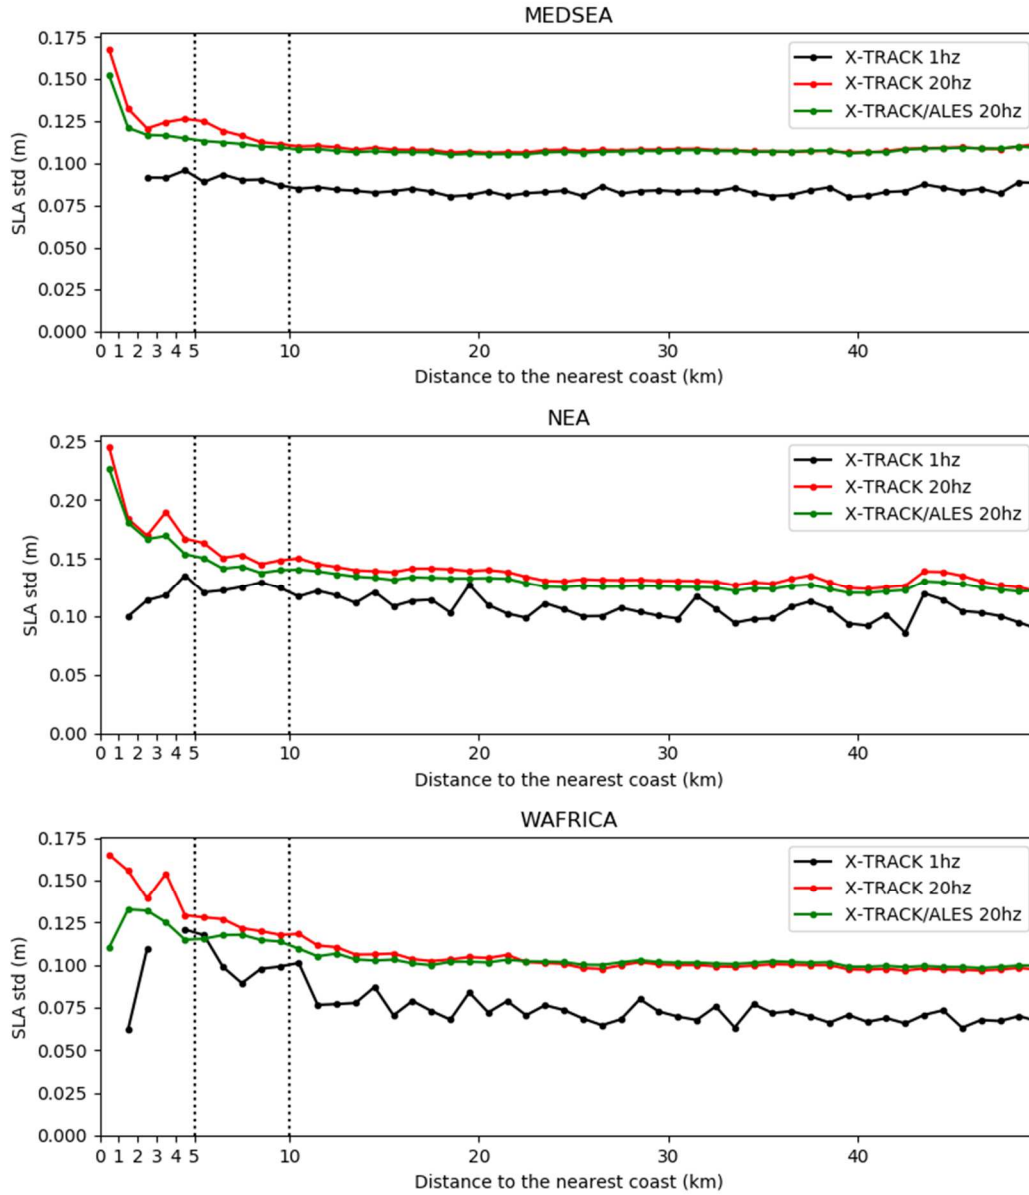 MEDSEA
0.175
0.150
0.125
0.100
0.075
0.050
0.025
0.000
SLA std (m)
X-TRACK 1hz
X-TRACK 20hz
X-TRACK/ALES 20hz
0 1 2 3 4 5 10 20 30 40
Distance to the nearest coast (km)
NEA
0.25
0.20
0.15
0.10
0.05
0.00
SLA std (m)
X-TRACK 1hz
X-TRACK 20hz
X-TRACK/ALES 20hz
0 1 2 3 4 5 10 20 30 40
Distance to the nearest coast (km)
WAFRICA
0.175
0.150
0.125
0.100
0.075
0.050
0.025
0.000
SLA std (m)
X-TRACK 1hz
X-TRACK 20hz
X-TRACK/ALES 20hz
0 1 2 3 4 5 10 20 30 40
Distance to the nearest coast (km)